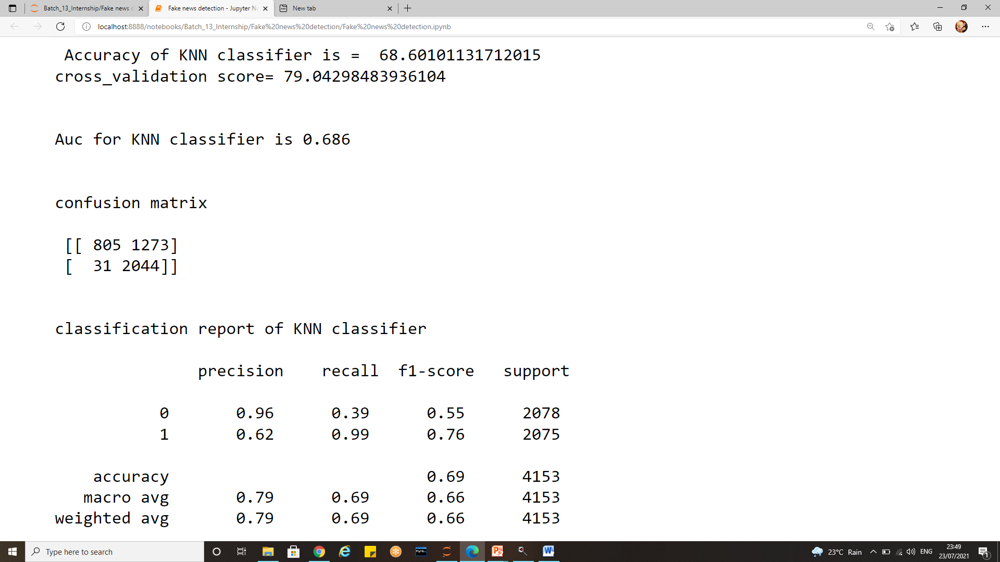 Batch_13_Internship/Fake news d
Fake news detection - Jupyter No
New tab
localhost:8888/notebooks/Batch_13_Internship/Fake%20news%20detection/Fake%20news%20detection.ipynb
Accuracy of KNN classifier is = 68.60101131712015
cross_validation score= 79.04298483936104
Auc for KNN classifier is 0.686
confusion matrix
[[ 805 1273]
[ 31 2044]]
classification report of KNN classifier
precision recall f1-score support
0 0.96 0.39 0.55 2078
1 0.62 0.99 0.76 2075
accuracy 0.69 4153
macro avg 0.79 0.69 0.66 4153
weighted avg 0.79 0.69 0.66 4153
Type here to search
MySQL
23°C Rain
ENG
23:49
23/07/2021
1